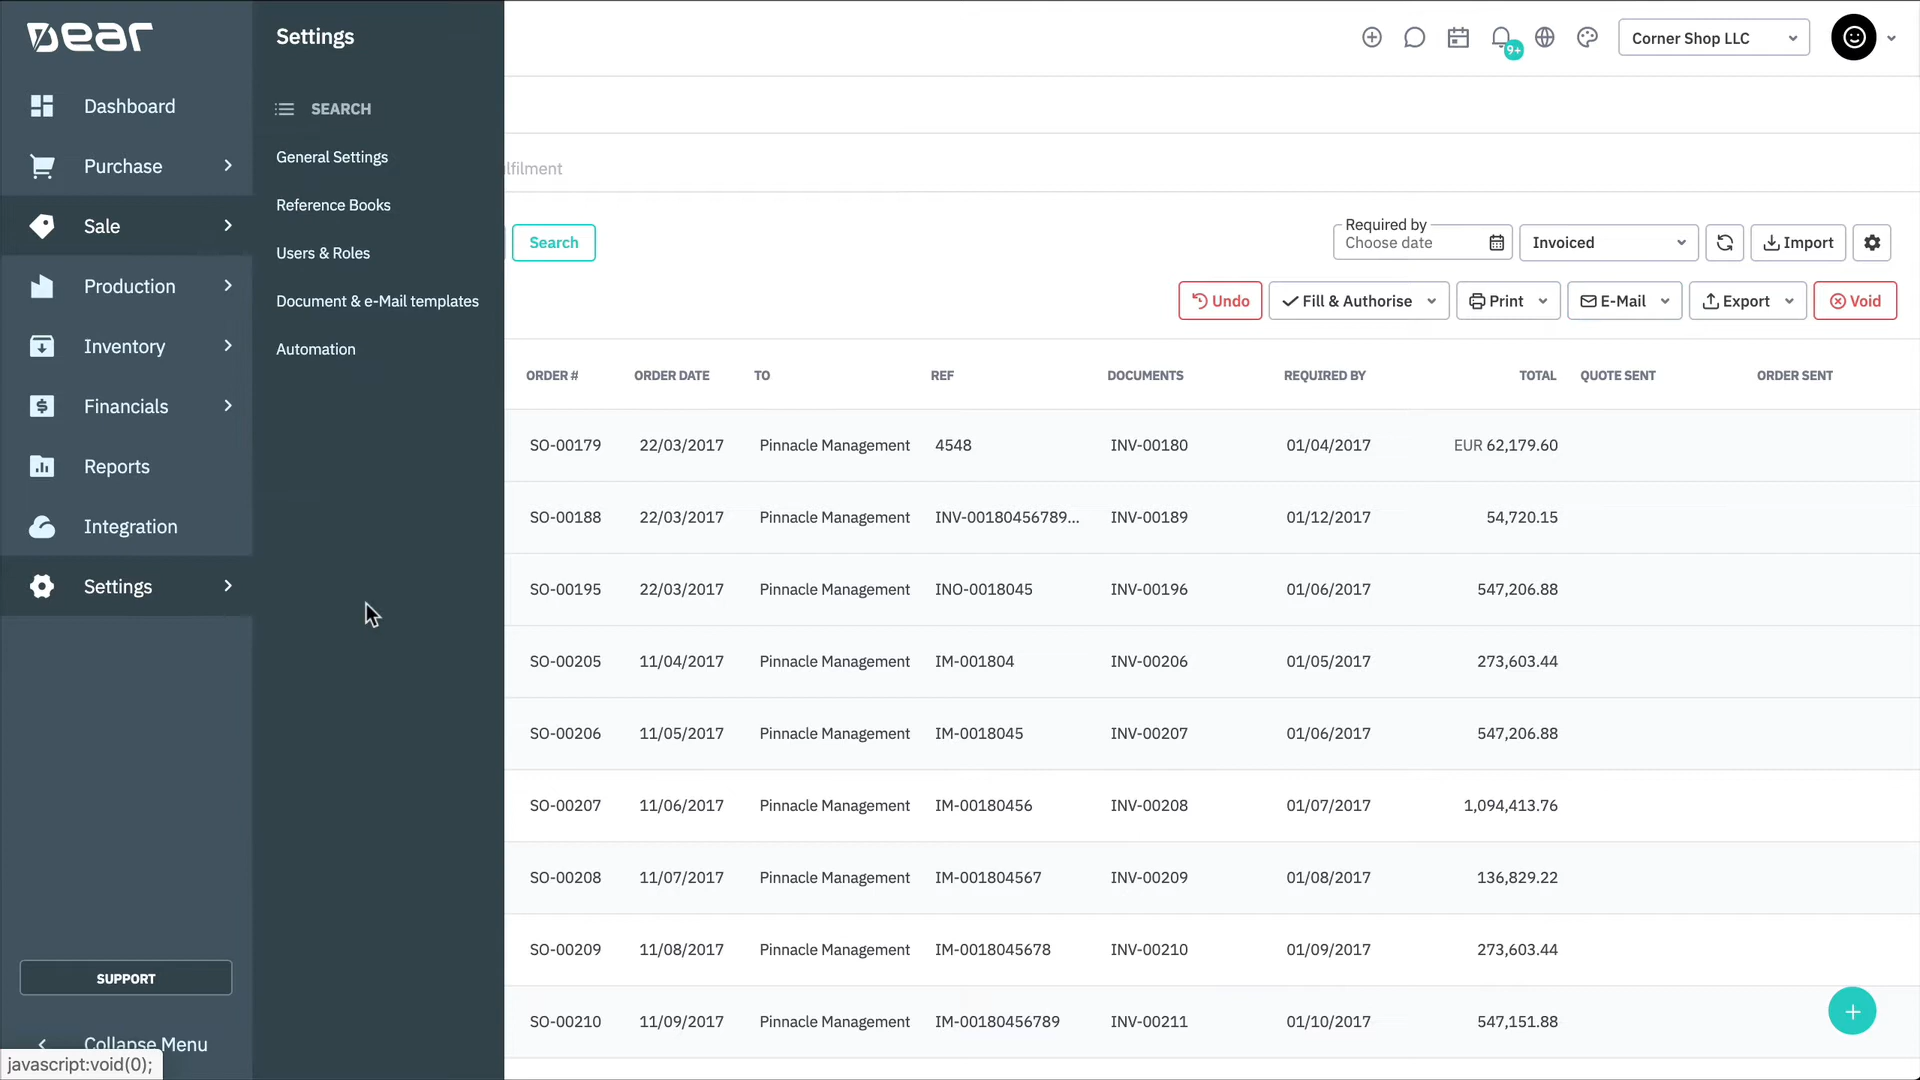 Dear
Dashboard
Purchase
Sale
Production
Inventory
Financials
Reports
Integration
Settings
SUPPORT
Collapse Menu
javascript:void(0);
Settings
SEARCH
General Settings
Reference Books
Users & Roles
Document & e-Mail templates
Automation
9+
Corner Shop LLC
lfilment
Search
Required by
Choose date
Invoiced
Import
Undo
Fill & Authorise
Print
E-Mail
Export
Void
ORDER # ORDER DATE TO REF DOCUMENTS REQUIRED BY TOTAL QUOTE SENT ORDER SENT
SO-00179 22/03/2017 Pinnacle Management 4548 INV-00180 01/04/2017 EUR 62,179.60
SO-00188 22/03/2017 Pinnacle Management INV-00180456789... INV-00189 01/12/2017 54,720.15
SO-00195 22/03/2017 Pinnacle Management INO-0018045 INV-00196 01/06/2017 547,206.88
SO-00205 11/04/2017 Pinnacle Management IM-001804 INV-00206 01/05/2017 273,603.44
SO-00206 11/05/2017 Pinnacle Management IM-0018045 INV-00207 01/06/2017 547,206.88
SO-00207 11/06/2017 Pinnacle Management IM-00180456 INV-00208 01/07/2017 1,094,413.76
SO-00208 11/07/2017 Pinnacle Management IM-001804567 INV-00209 01/08/2017 136,829.22
SO-00209 11/08/2017 Pinnacle Management IM-0018045678 INV-00210 01/09/2017 273,603.44
SO-00210 11/09/2017 Pinnacle Management IM-00180456789 INV-00211 01/10/2017 547,151.88